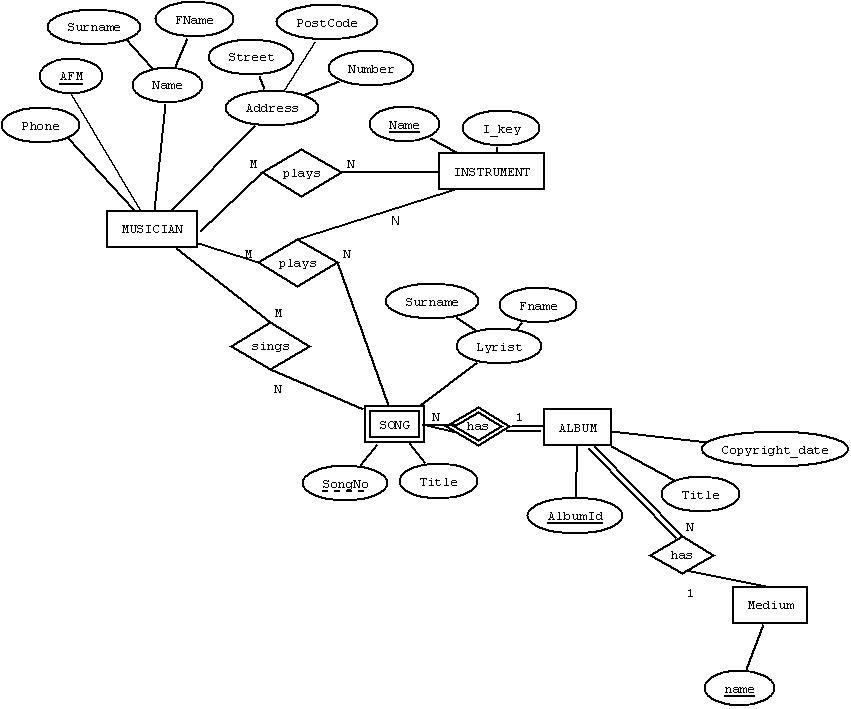 FName
PostCode
Surname
Street
Number
AFM
Name
Address
Phone
Name
I_key
M
plays
N
INSTRUMENT
N
MUSICIAN
M
plays
N
Surname
Fname
M
sings
Lyrist
N
N
has
1
SONG
ALBUM
Copyright_date
SongNo
Title
Title
AlbumId
N
has
1
Medium
name